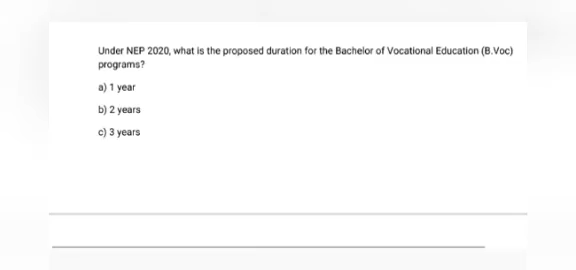 Under NEP 2020, what is the proposed duration for the Bachelor of Vocational Education (B.Voc)
programs?
a) 1 year
b) 2 years
c) 3 years